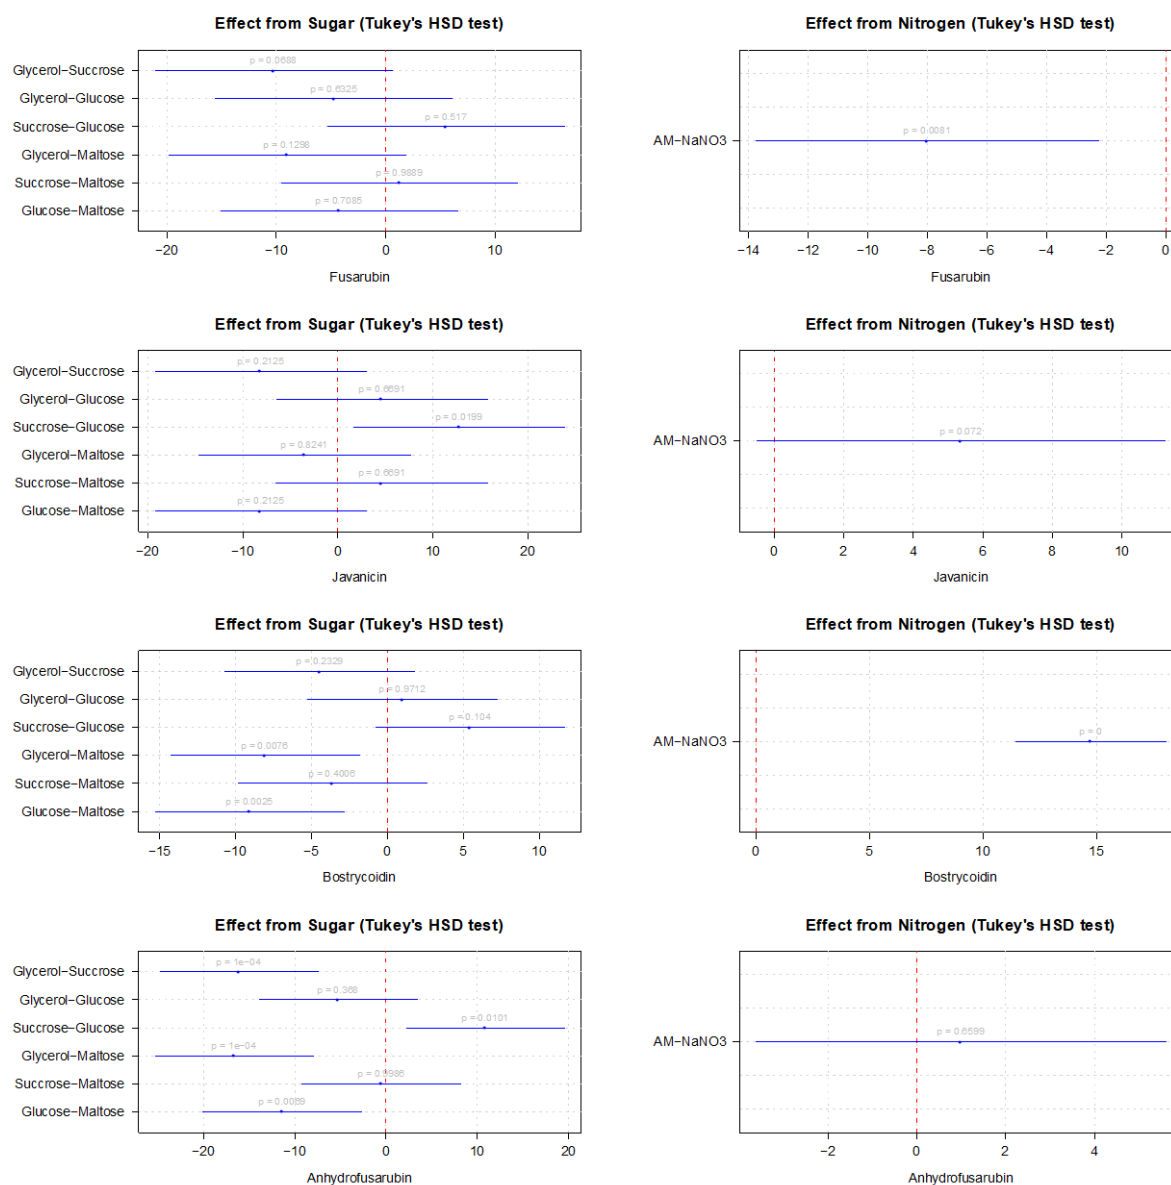 Effect from Sugar (Tukey's HSD test)
Glycerol−Succrose
p = 0.0688
Glycerol−Glucose
p = 0.6325
Succrose−Glucose
p = 0.517
Glycerol−Maltose
p = 0.1298
Succrose−Maltose
p = 0.9889
Glucose−Maltose
p = 0.7085
−20 −10 0 10
Fusarubin
Effect from Nitrogen (Tukey's HSD test)
AM−NaNO3
p = 0.0081
−14 −12 −10 −8 −6 −4 −2 0
Fusarubin
Effect from Sugar (Tukey's HSD test)
Glycerol−Succrose
p = 0.2125
Glycerol−Glucose
p = 0.6691
Succrose−Glucose
p = 0.0199
Glycerol−Maltose
p = 0.8241
Succrose−Maltose
p = 0.6691
Glucose−Maltose
p = 0.2125
−20 −10 0 10 20
Javanicin
Effect from Nitrogen (Tukey's HSD test)
AM−NaNO3
p = 0.072
0 2 4 6 8 10
Javanicin
Effect from Sugar (Tukey's HSD test)
Glycerol−Succrose
p = 0.2329
Glycerol−Glucose
p = 0.9712
Succrose−Glucose
p = 0.104
Glycerol−Maltose
p = 0.0076
Succrose−Maltose
p = 0.4006
Glucose−Maltose
p = 0.0025
−15 −10 −5 0 5 10
Bostrycoidin
Effect from Nitrogen (Tukey's HSD test)
AM−NaNO3
p = 0
0 5 10 15
Bostrycoidin
Effect from Sugar (Tukey's HSD test)
Glycerol−Succrose
p = 1e−04
Glycerol−Glucose
p = 0.368
Succrose−Glucose
p = 0.0101
Glycerol−Maltose
p = 1e−04
Succrose−Maltose
p = 0.9986
Glucose−Maltose
p = 0.0059
−20 −10 0 10 20
Anhydrofusarubin
Effect from Nitrogen (Tukey's HSD test)
AM−NaNO3
p = 0.6599
−2 0 2 4
Anhydrofusarubin